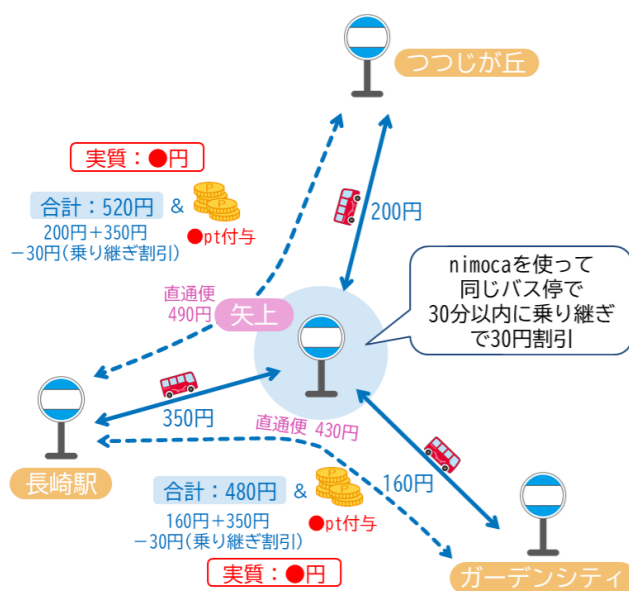 つつじが丘
実質：●円
合計：520円 &
200円＋350円
－30円(乗り継ぎ割引)
●pt付与
200円
nimocaを使って
同じバス停で
30分以内に乗り継ぎ
で30円割引
直通便
490円
矢上
350円
長崎駅
直通便 430円
160円
合計：480円 &
160円＋350円
－30円(乗り継ぎ割引)
●pt付与
実質：●円
ガーデンシティ